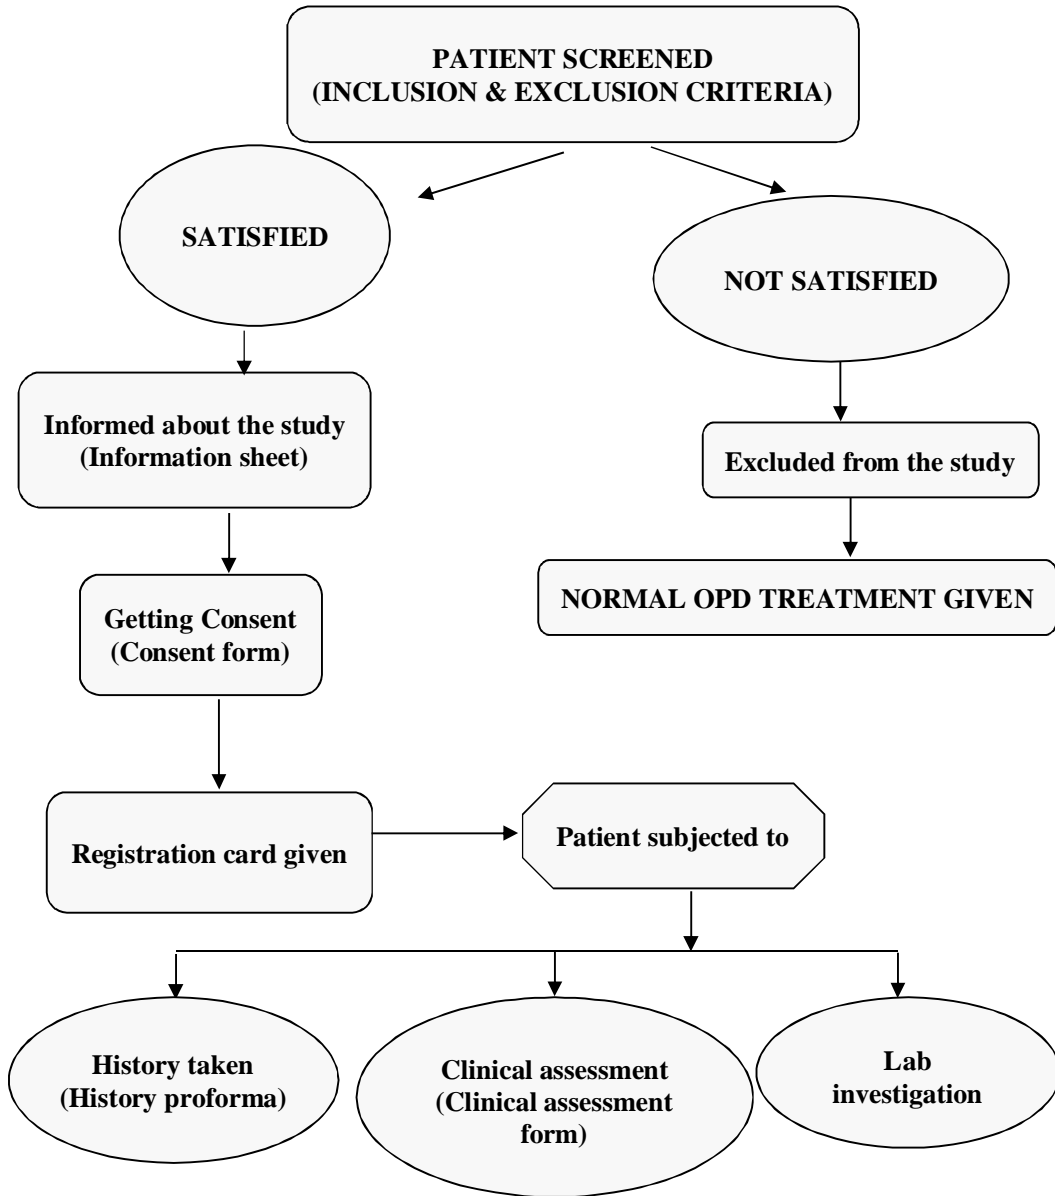 PATIENT SCREENED
(INCLUSION & EXCLUSION CRITERIA)
SATISFIED
NOT SATISFIED
Informed about the study
(Information sheet)
Excluded from the study
NORMAL OPD TREATMENT GIVEN
Getting Consent
(Consent form)
Registration card given
Patient subjected to
History taken
(History proforma)
Clinical assessment
(Clinical assessment
form)
Lab
investigation